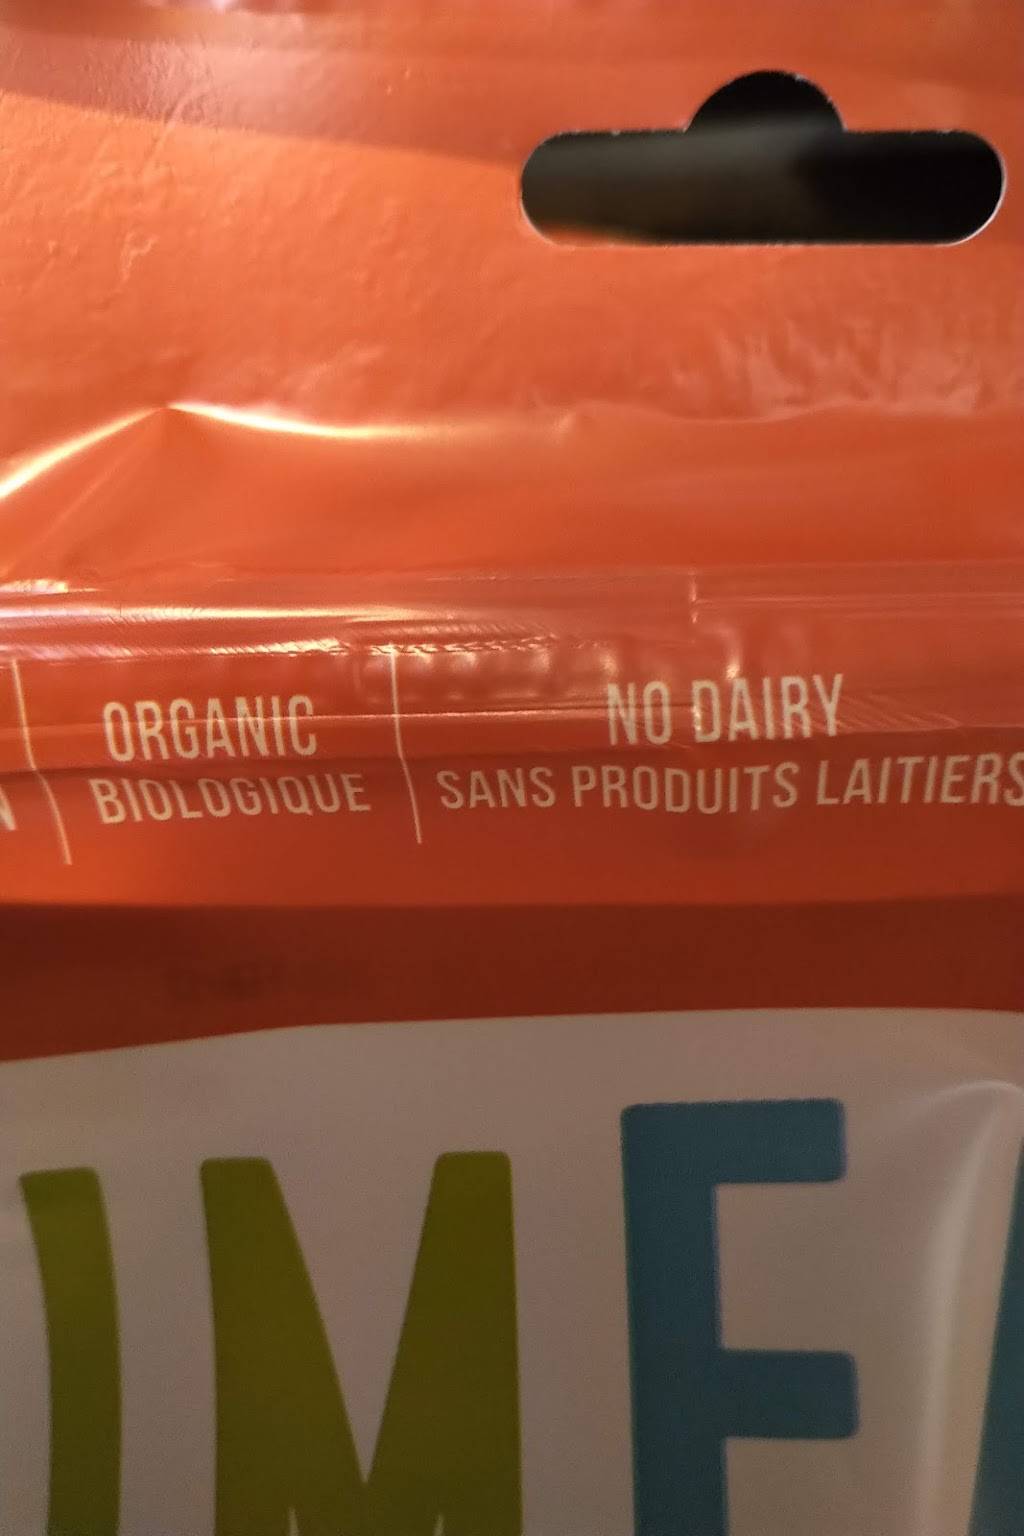 ORGANIC
NO DAIRY
BIOLOGIQUE
SANS PRODUITS LAITIERS